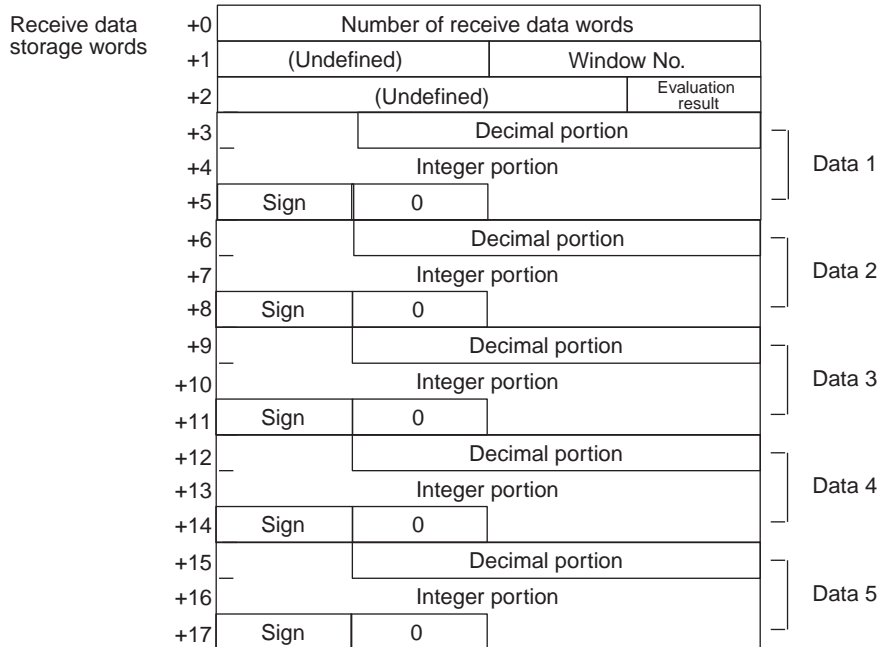 Receive data
storage words
+0 Number of receive data words
+1 (Undefined) Window No.
+2 (Undefined) Evaluation
result
+3 Decimal portion
+4 Integer portion Data 1
+5 Sign 0
+6 Decimal portion
+7 Integer portion Data 2
+8 Sign 0
+9 Decimal portion
+10 Integer portion Data 3
+11 Sign 0
+12 Decimal portion
+13 Integer portion Data 4
+14 Sign 0
+15 Decimal portion
+16 Integer portion Data 5
+17 Sign 0